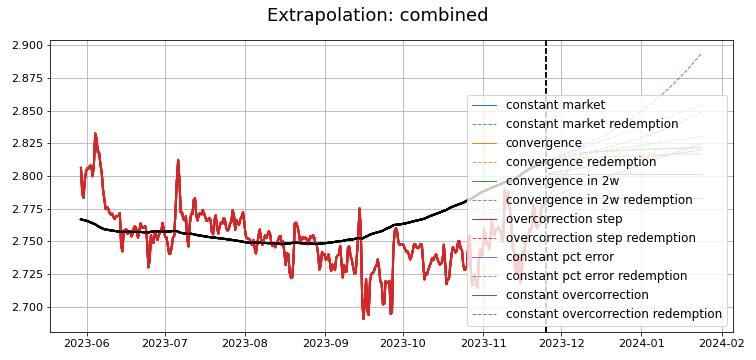 Extrapolation: combined
2.900
2.875
2.850
2.825
2.800
2.775
2.750
2.725
2.700
constant market
constant market redemption
convergence
convergence redemption
convergence in 2w
convergence in 2w redemption
overcorrection step
overcorrection step redemption
constant pct error
constant pct error redemption
constant overcorrection
constant overcorrection redemption
2023-06 2023-07 2023-08 2023-09 2023-10 2023-11 2023-12 2024-01 2024-02